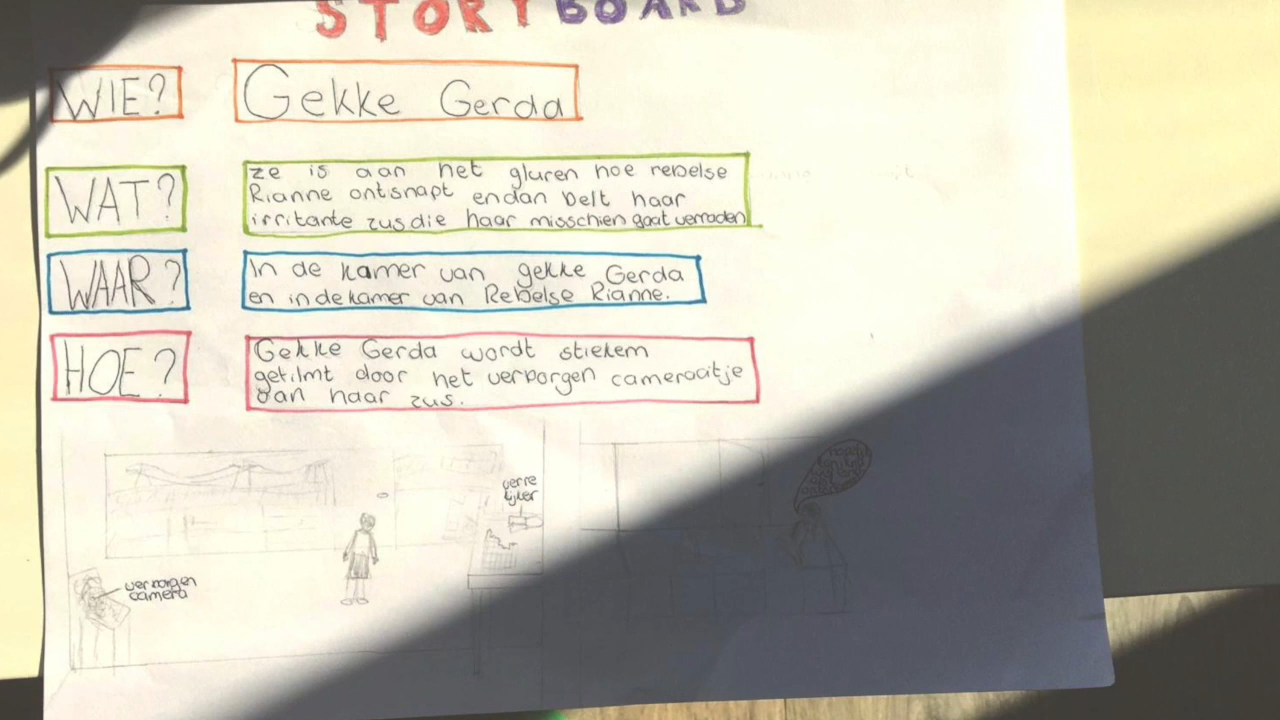 STORYBOARD
WIE?
Gekke Gerda
WAT?
ze is aan het gluren hoe rebelse
Rianne ontsnapt en dan belt haar
irritante zus die haar misschien gaat verraden
WAAR?
In de kamer van gekke Gerda
en in de kamer van Rebelse Rianne.
HOE?
Gekke Gerda wordt stiekem
gefilmt door het verborgen cameraatje
van haar zus.
verre
kijker
verborgen
camera